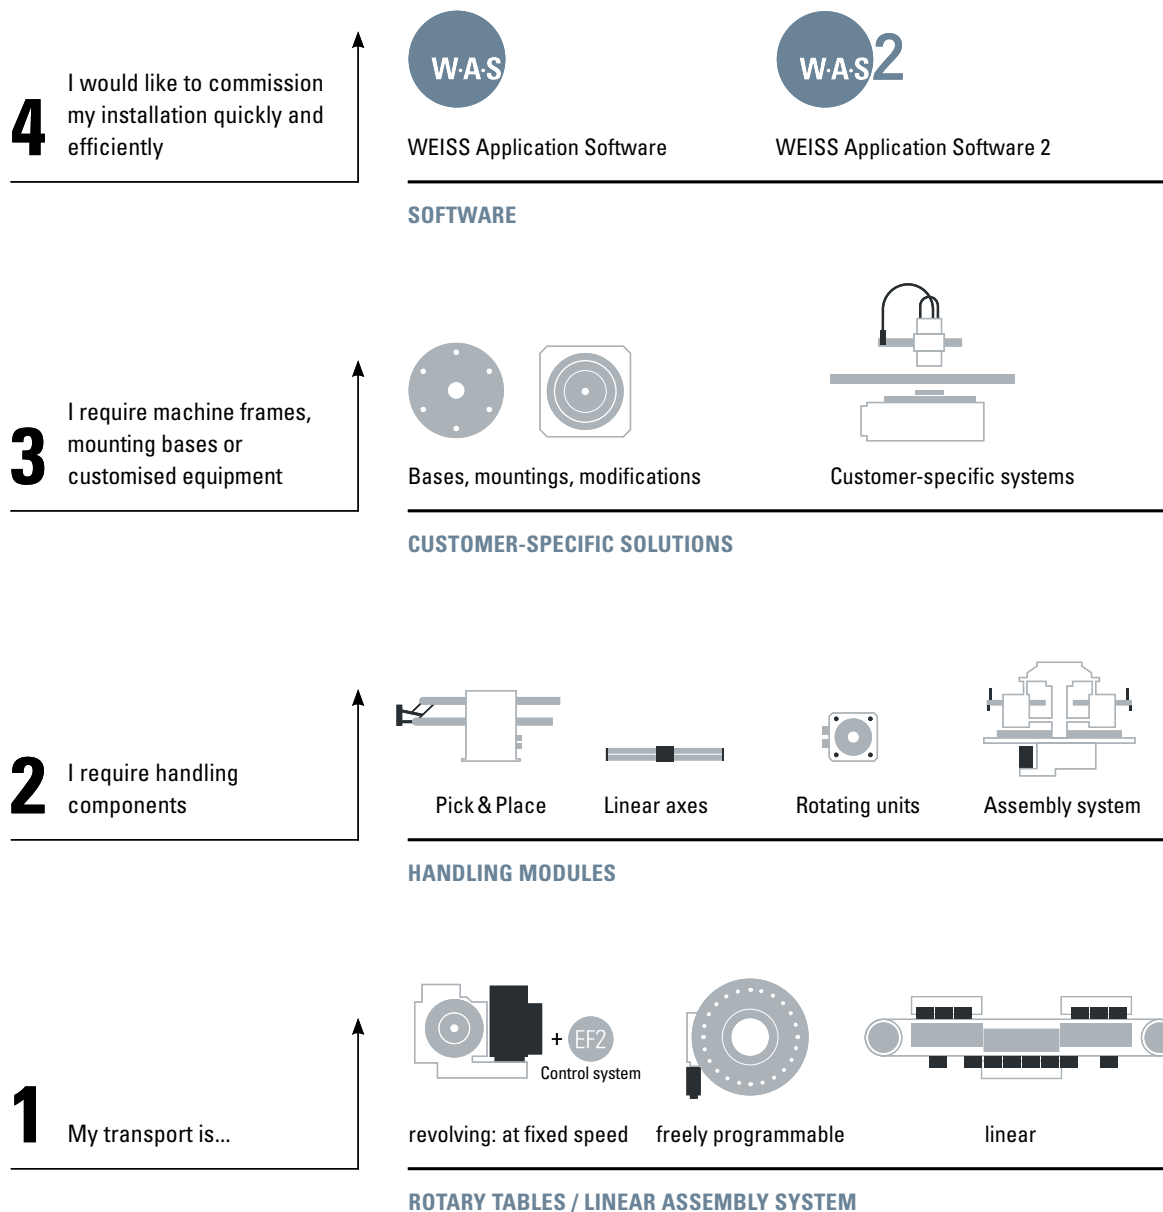 4
I would like to commission
my installation quickly and
efficiently
W·A·S
W·A·S2
WEISS Application Software
WEISS Application Software 2
SOFTWARE
3
I require machine frames,
mounting bases or
customised equipment
Bases, mountings, modifications
Customer-specific systems
CUSTOMER-SPECIFIC SOLUTIONS
2
I require handling
components
Pick & Place
Linear axes
Rotating units
Assembly system
HANDLING MODULES
1
My transport is...
+ EF2
Control system
revolving: at fixed speed
freely programmable
linear
ROTARY TABLES / LINEAR ASSEMBLY SYSTEM